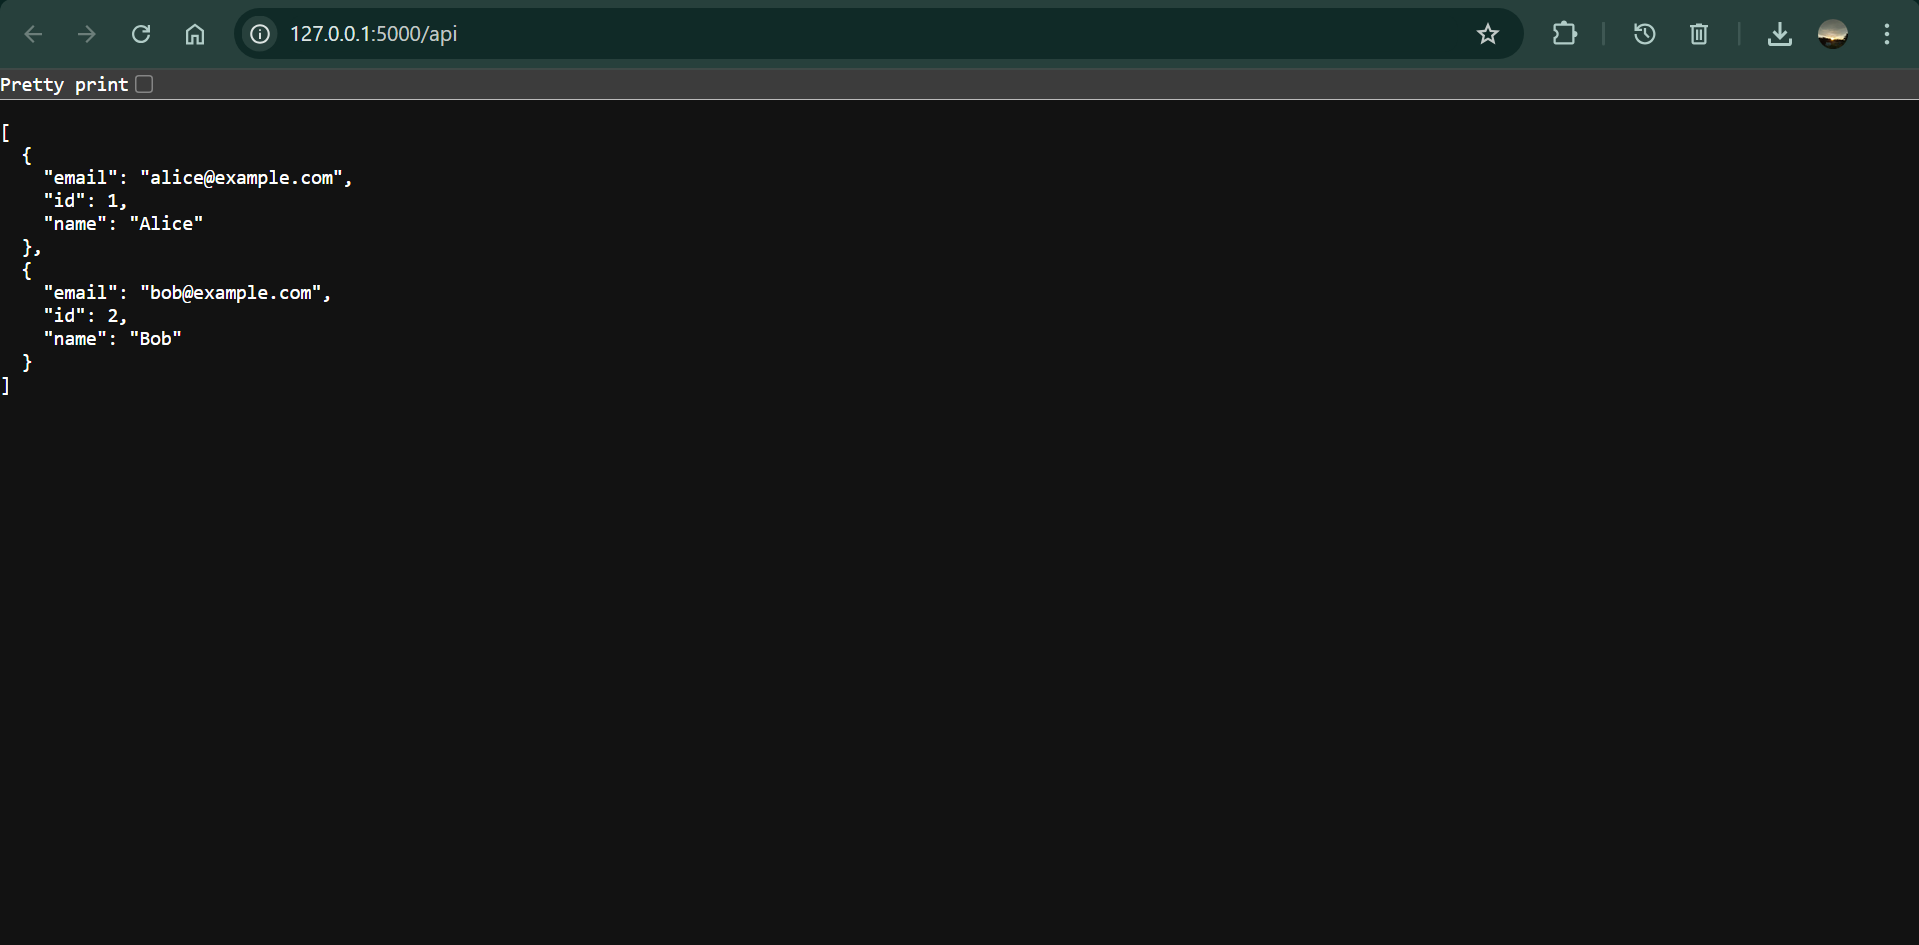 127.0.0.1:5000/api
Pretty print
[
  {
    "email": "alice@example.com",
    "id": 1,
    "name": "Alice"
  },
  {
    "email": "bob@example.com",
    "id": 2,
    "name": "Bob"
  }
]